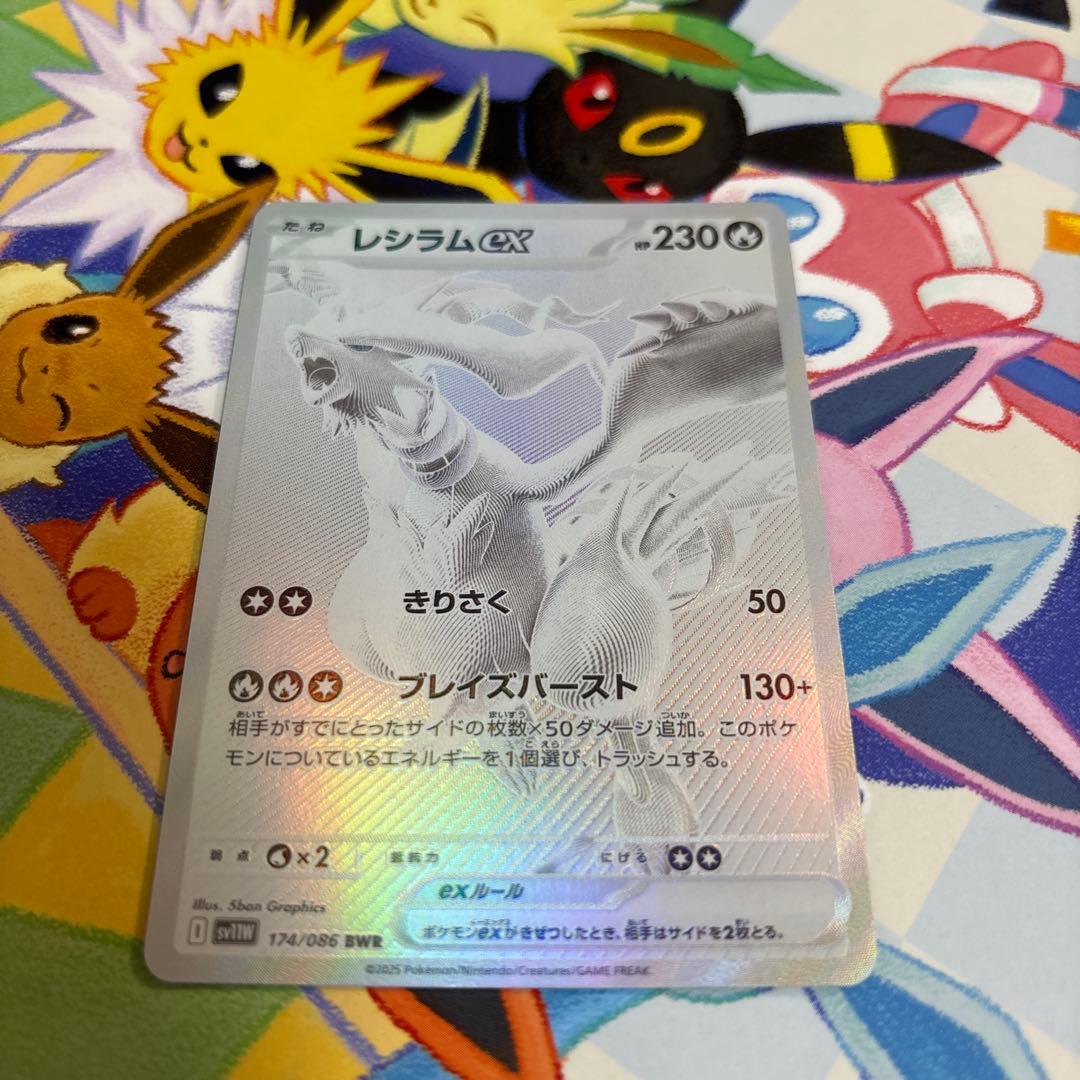 たね レシラムex HP 230
きりさく 50
ブレイズバースト 130+
相手がすでにとったサイドの枚数×50ダメージ追加。このポケ
モンについているエネルギーを1個選び、トラッシュする。
弱点 ×2 抵抗力 にげる
exルール
ポケモンexがきぜつしたとき、相手はサイドを2枚とる。
Illus. 5ban Graphics
I sv11W 174/086 BWR
©2025 Pokémon/Nintendo/Creatures/GAME FREAK.